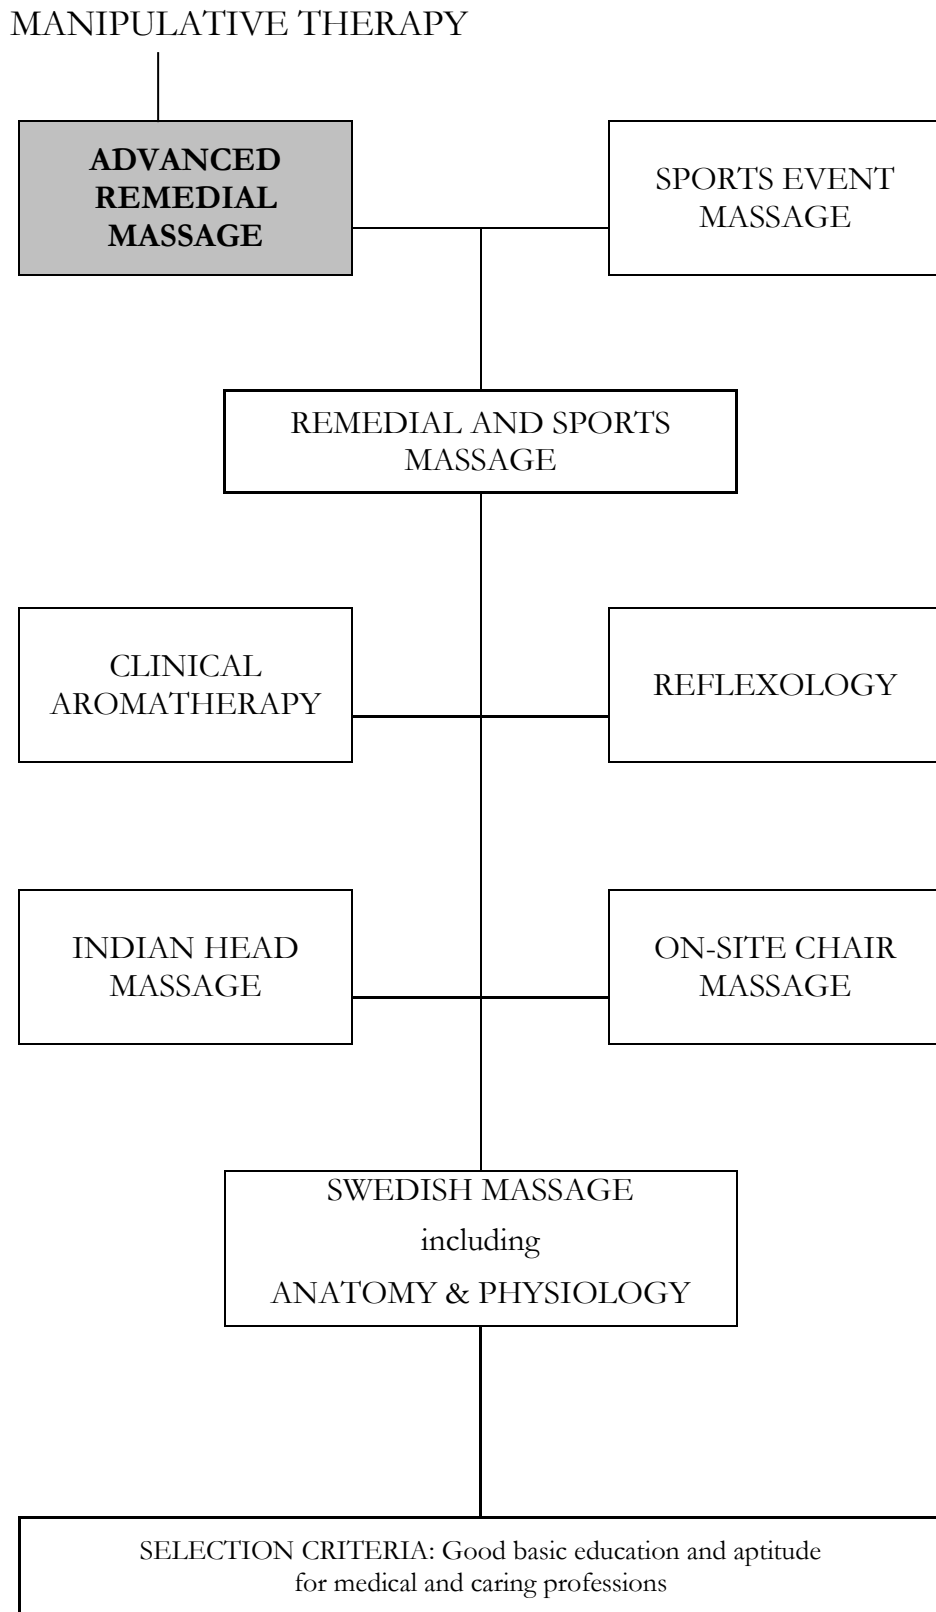 MANIPULATIVE THERAPY
ADVANCED
REMEDIAL
MASSAGE
SPORTS EVENT
MASSAGE
REMEDIAL AND SPORTS
MASSAGE
CLINICAL
AROMATHERAPY
REFLEXOLOGY
INDIAN HEAD
MASSAGE
ON-SITE CHAIR
MASSAGE
SWEDISH MASSAGE
including
ANATOMY & PHYSIOLOGY
SELECTION CRITERIA: Good basic education and aptitude
for medical and caring professions